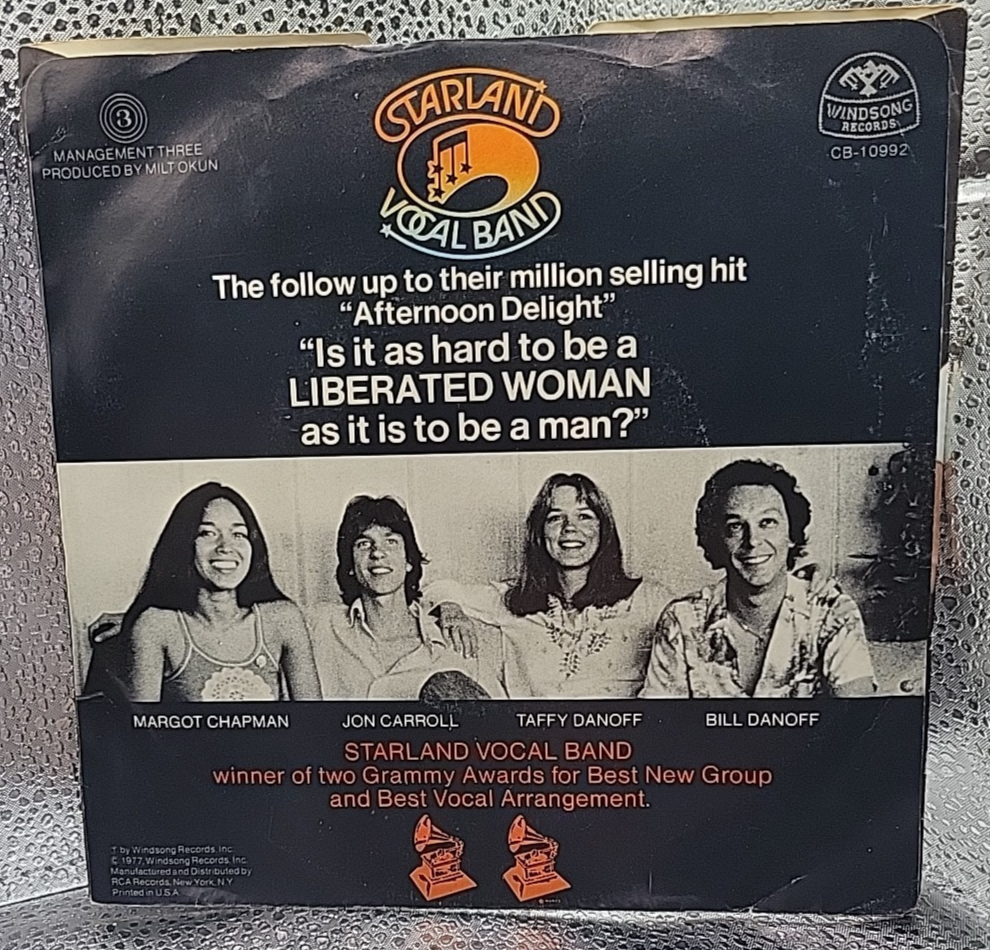 STARLAND
VOCAL BAND
3
MANAGEMENT THREE
PRODUCED BY MILT OKUN
WINDSONG
RECORDS
CB-10992
The follow up to their million selling hit
“Afternoon Delight”
“Is it as hard to be a
LIBERATED WOMAN
as it is to be a man?”
MARGOT CHAPMAN JON CARROLL TAFFY DANOFF BILL DANOFF
STARLAND VOCAL BAND
winner of two Grammy Awards for Best New Group
and Best Vocal Arrangement.
by Windsong Records, Inc.
© 1977, Windsong Records, Inc.
Manufactured and Distributed by
RCA Records, New York, N.Y.
Printed in U.S.A.